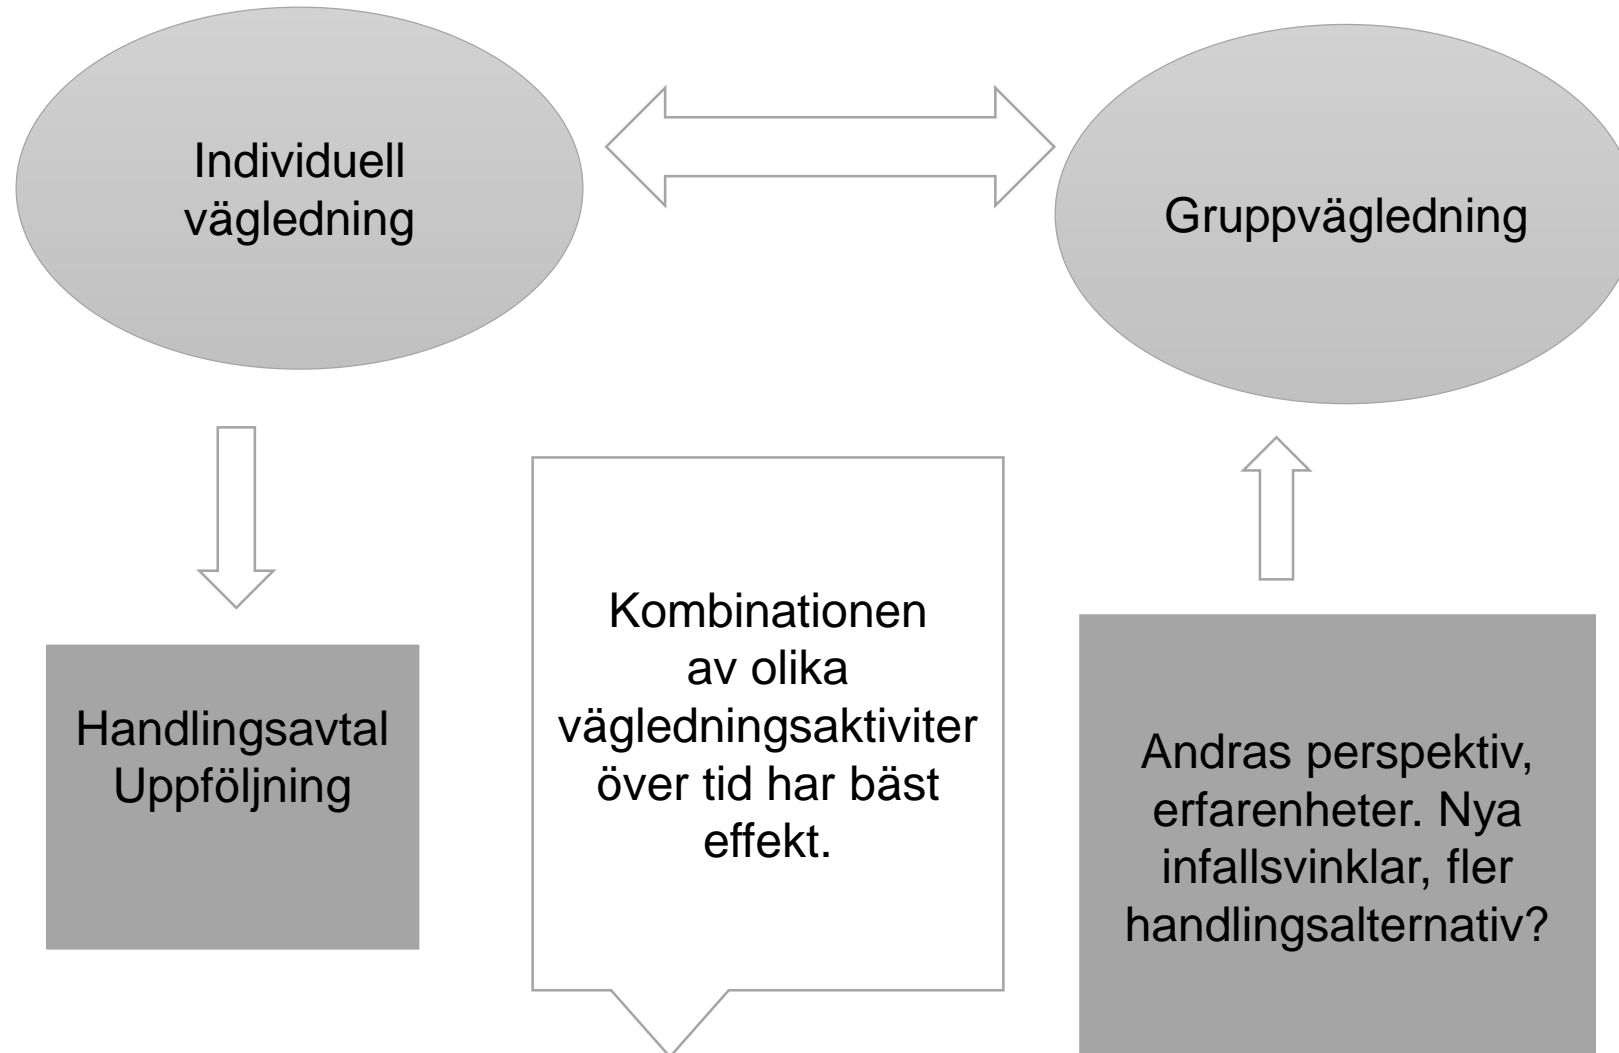 Individuell
vägledning
Gruppvägledning
Handlingsavtal
Uppföljning
Kombinationen
av olika
vägledningsaktiviter
över tid har bäst
effekt.
Andras perspektiv,
erfarenheter. Nya
infallsvinklar, fler
handlingsalternativ?